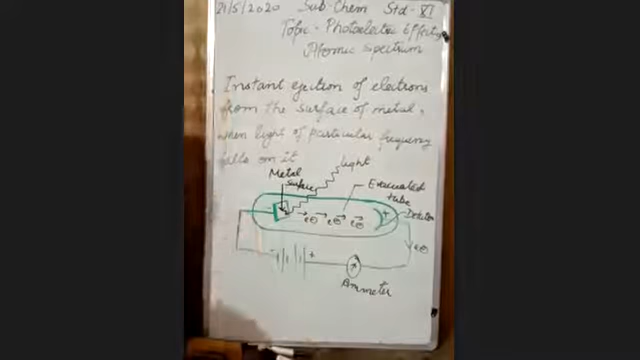 21/5/2020 Sub-Chem Std-XI
Topic - Photoelectric Effect,
Atomic Spectrum
Instant ejection of electrons
from the surface of metal,
when light of particular frequency
falls on it
light
Metal
surface
Evacuated
tube
Detector
- +
e⊖ → e⊖ → e⊖
e⊖
+
A
Ammeter